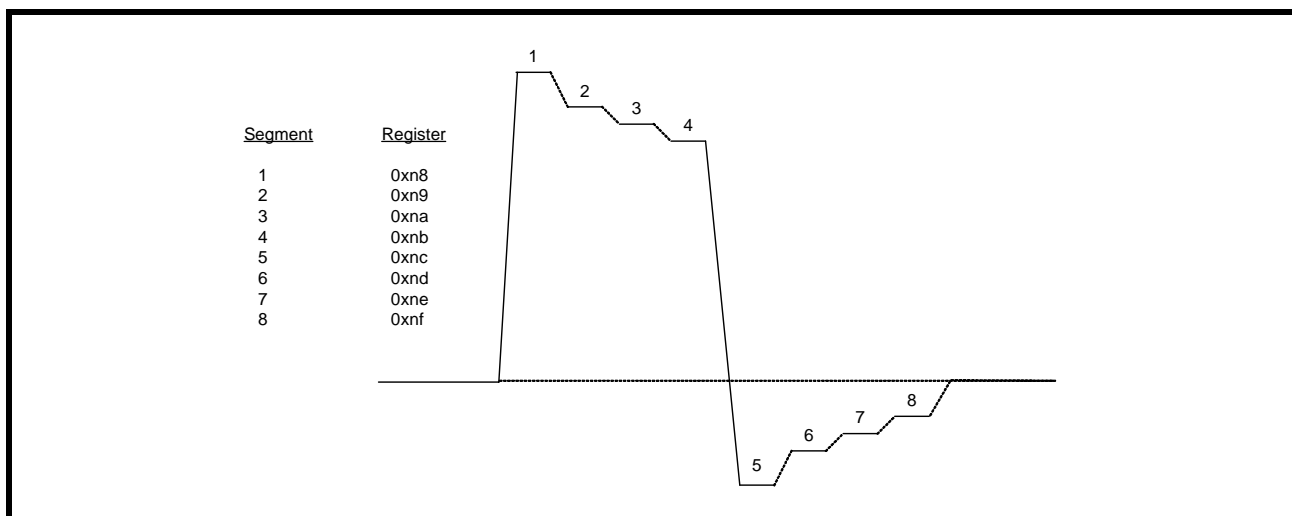 Segment Register
1 0xn8
2 0xn9
3 0xna
4 0xnb
5 0xnc
6 0xnd
7 0xne
8 0xnf
1
2
3
4
5
6
7
8